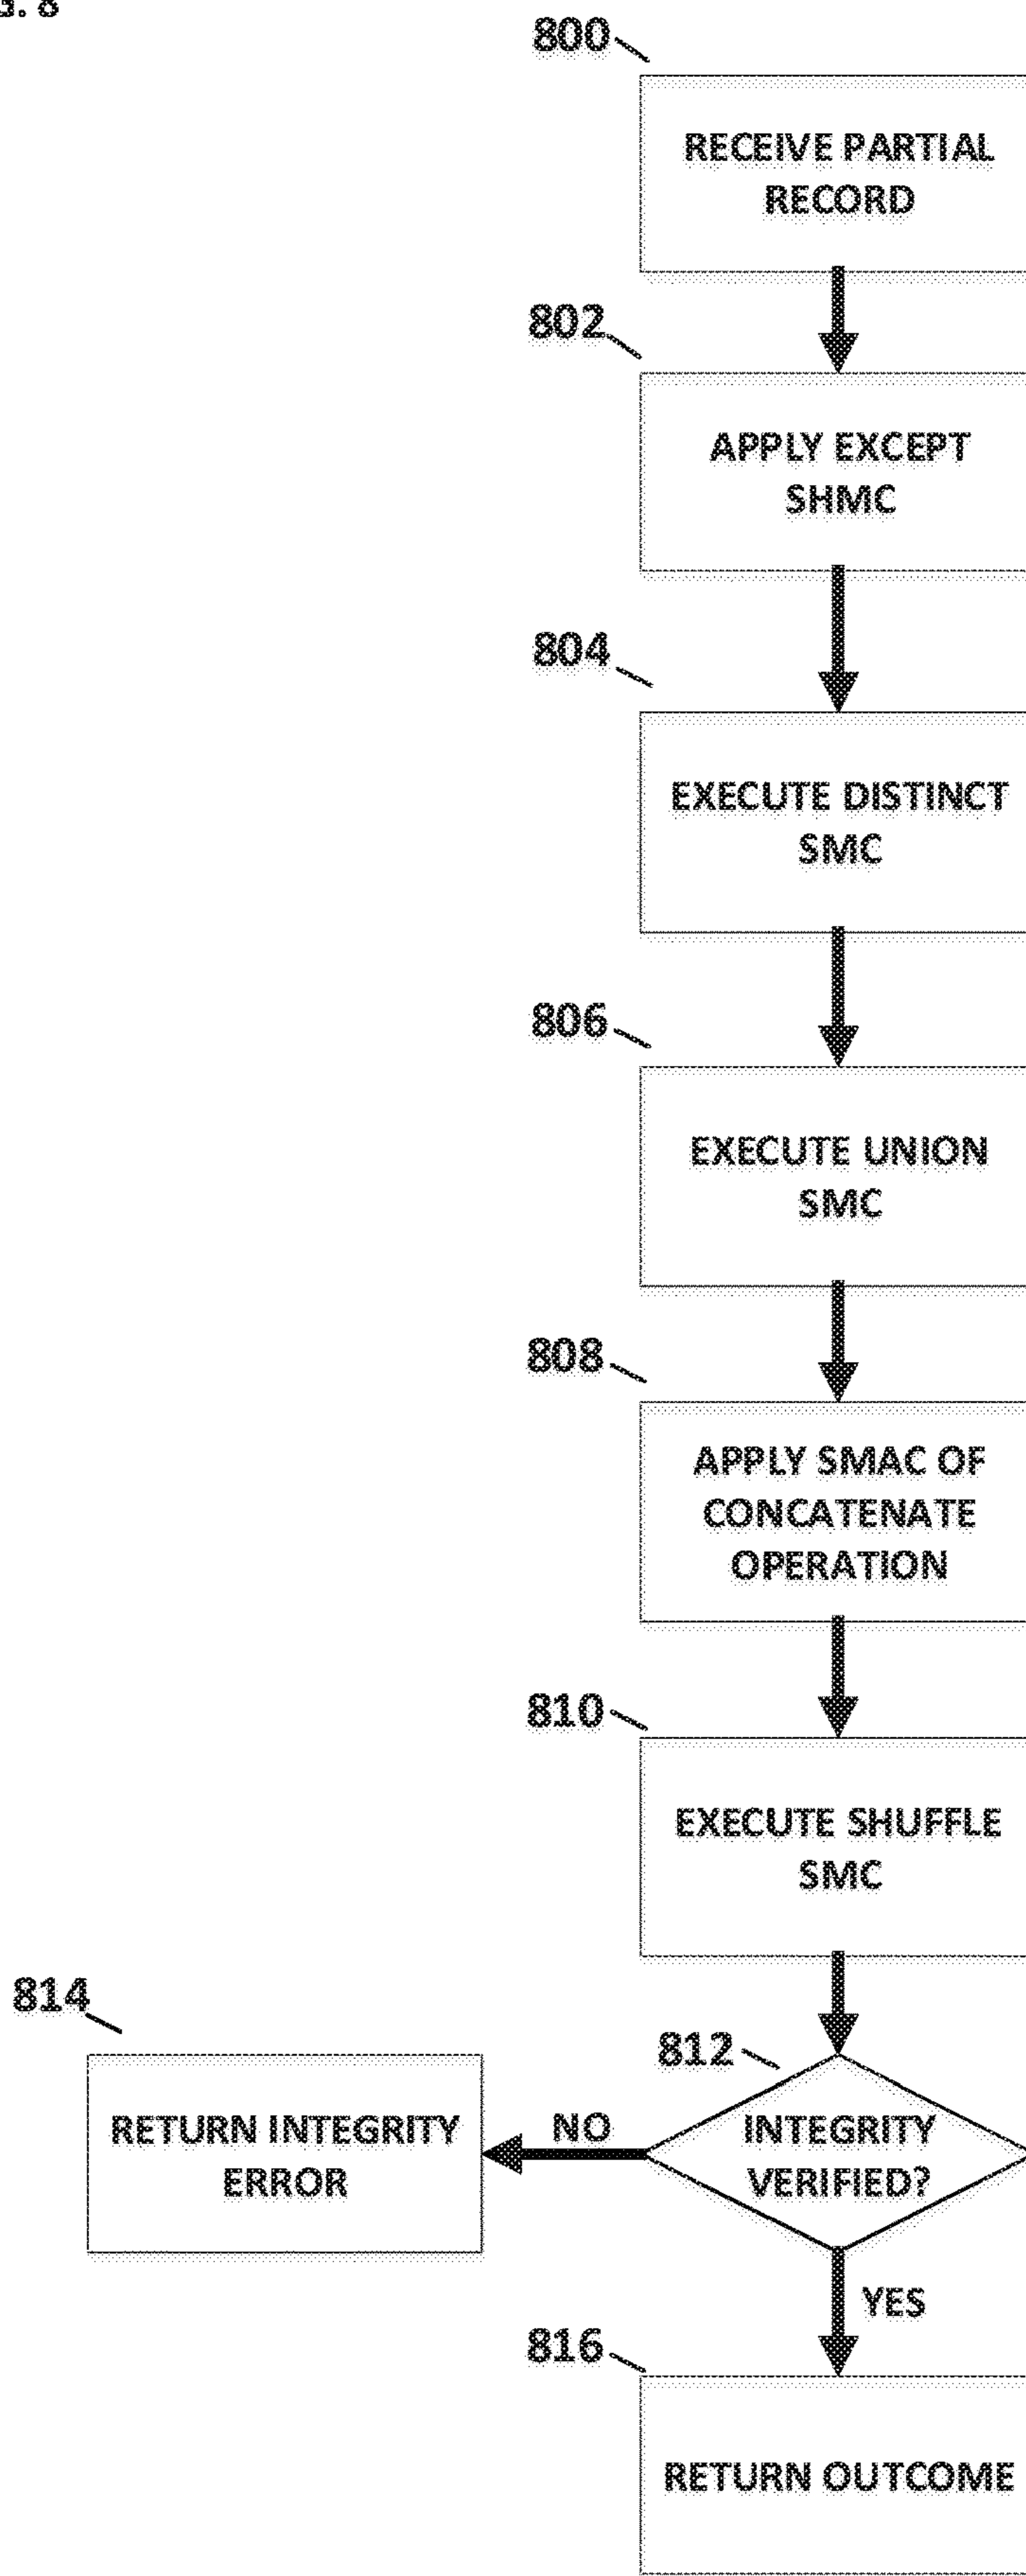 G. 8
800
RECEIVE PARTIAL
RECORD
802
APPLY EXCEPT
SHMC
804
EXECUTE DISTINCT
SMC
806
EXECUTE UNION
SMC
808
APPLY SMAC OF
CONCATENATE
OPERATION
810
EXECUTE SHUFFLE
SMC
814
812
RETURN INTEGRITY
ERROR
NO
INTEGRITY
VERIFIED?
YES
816
RETURN OUTCOME